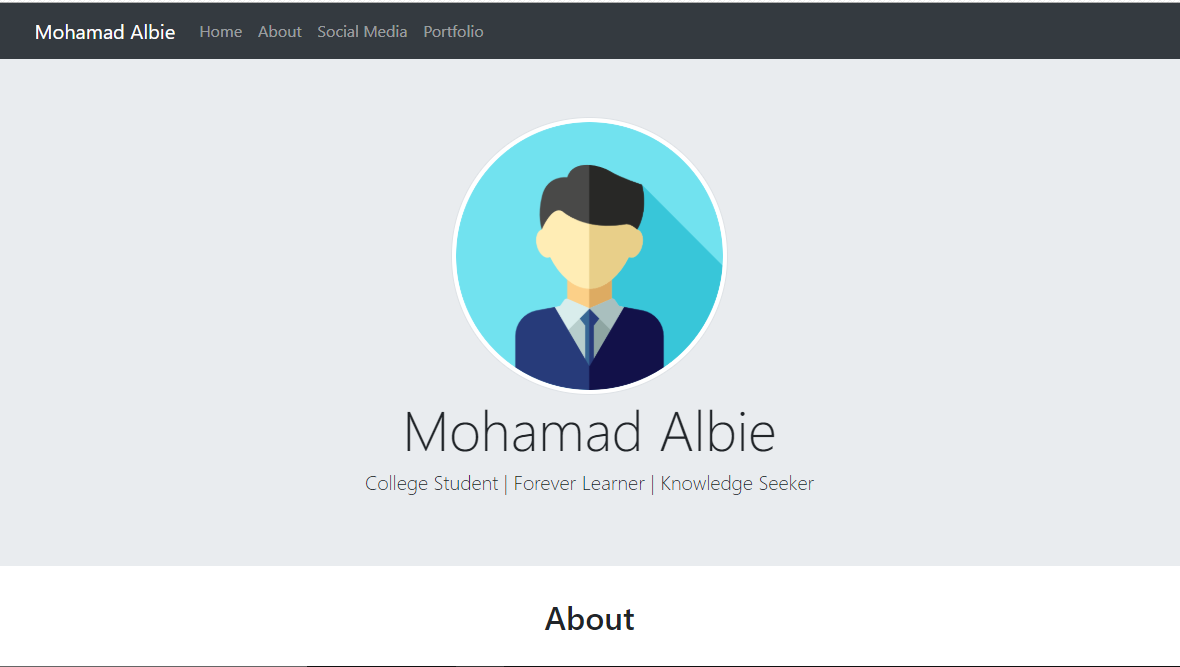 Mohamad Albie Home About Social Media Portfolio
Mohamad Albie
College Student | Forever Learner | Knowledge Seeker
About